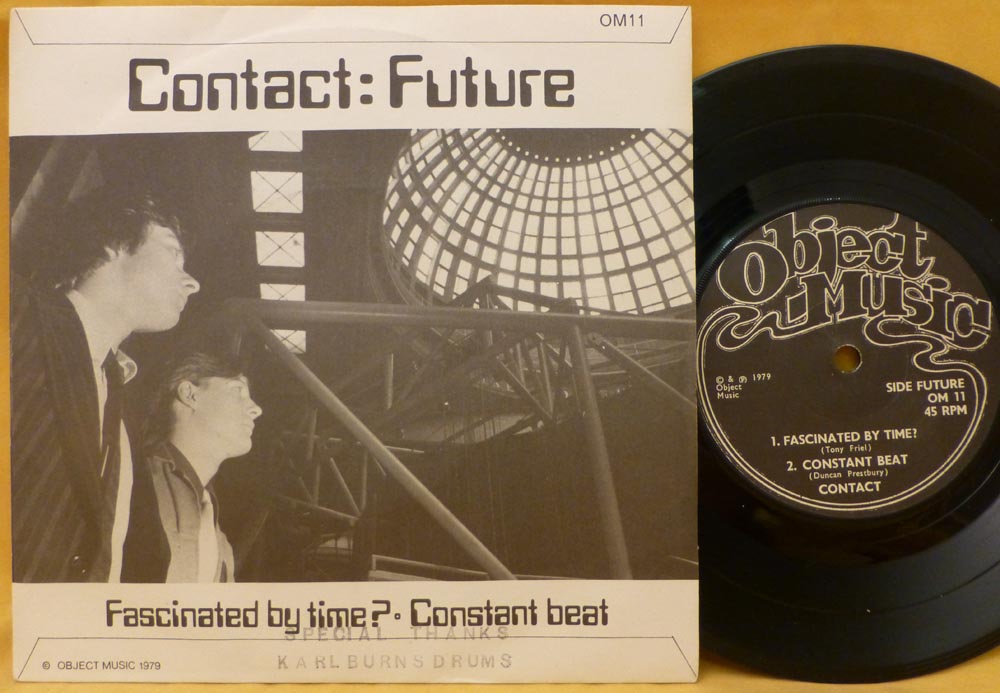 OM11
Contact: Future
Fascinated by time? • Constant beat
SPECIAL THANKS
KARL BURNS DRUMS
© OBJECT MUSIC 1979
Object
Music
© & ℗ 1979
Object
Music
SIDE FUTURE
OM 11
45 RPM
1. FASCINATED BY TIME?
(Tony Friel)
2. CONSTANT BEAT
(Duncan Prestbury)
CONTACT